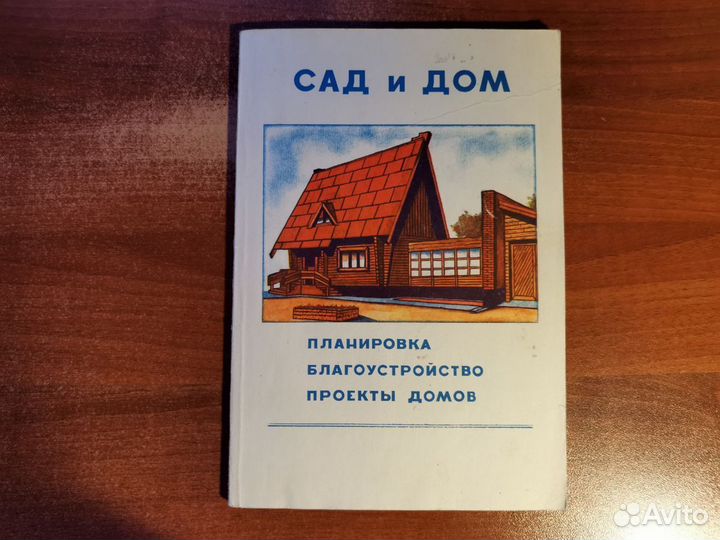 САД и ДОМ
ПЛАНИРОВКА
БЛАГОУСТРОЙСТВО
ПРОЕКТЫ ДОМОВ
Avito